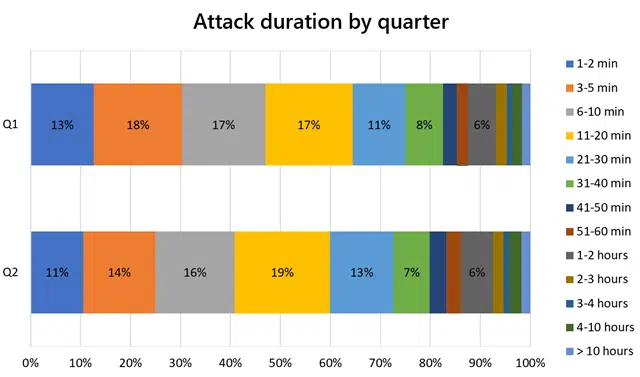 Attack duration by quarter
Q1
13%
18%
17%
17%
11%
8%
6%
Q2
11%
14%
16%
19%
13%
7%
6%
0%
10%
20%
30%
40%
50%
60%
70%
80%
90%
100%
1-2 min
3-5 min
6-10 min
11-20 min
21-30 min
31-40 min
41-50 min
51-60 min
1-2 hours
2-3 hours
3-4 hours
4-10 hours
> 10 hours